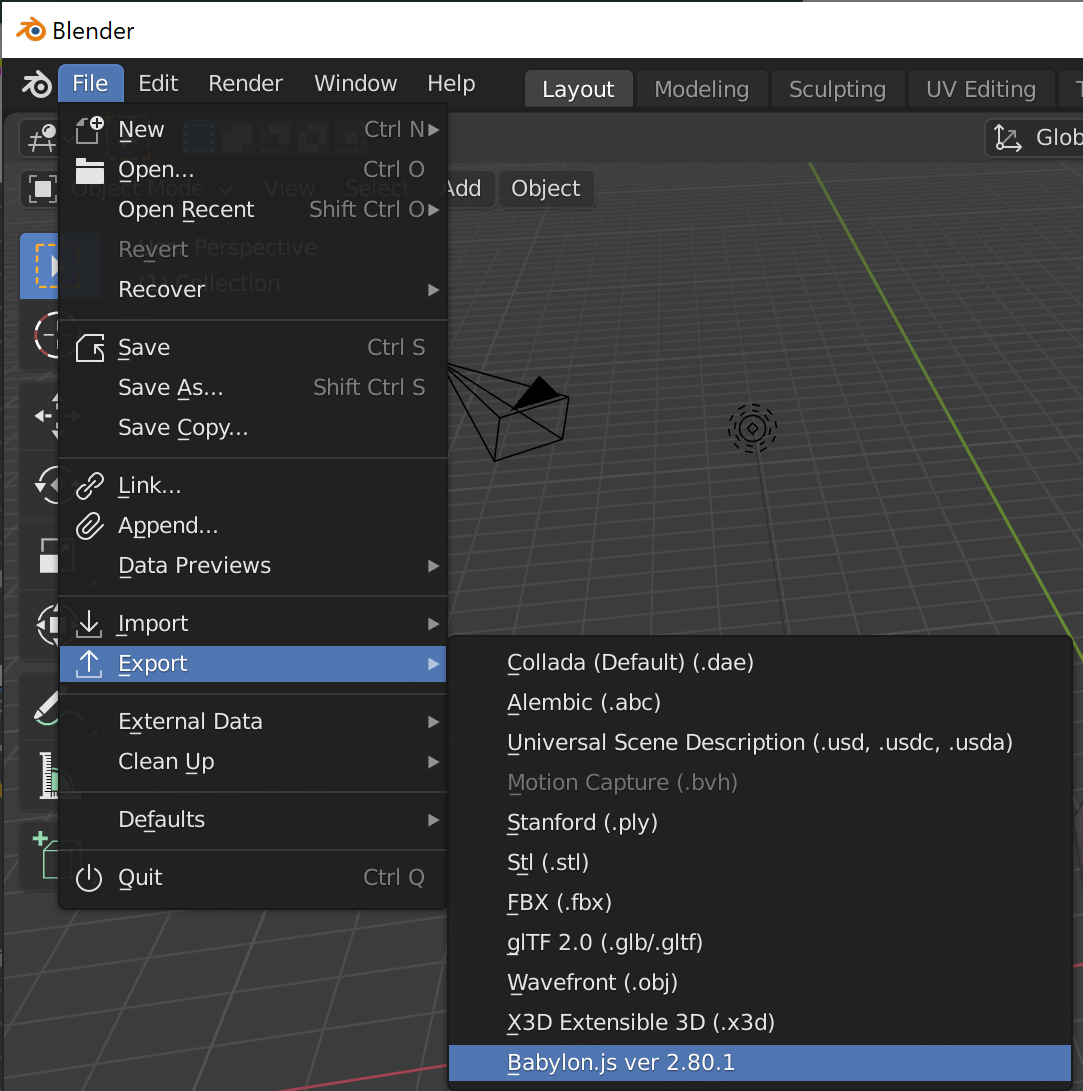 Blender
File Edit Render Window Help Layout Modeling Sculpting UV Editing
New Ctrl N
Open... Ctrl O
Open Recent Shift Ctrl O
Revert
Recover
Save Ctrl S
Save As... Shift Ctrl S
Save Copy...
Link...
Append...
Data Previews
Import
Export
External Data
Clean Up
Defaults
Quit Ctrl Q
Glob
Object Mode View Select Add Object
Perspective
(1) Collection
Collada (Default) (.dae)
Alembic (.abc)
Universal Scene Description (.usd, .usdc, .usda)
Motion Capture (.bvh)
Stanford (.ply)
Stl (.stl)
FBX (.fbx)
glTF 2.0 (.glb/.gltf)
Wavefront (.obj)
X3D Extensible 3D (.x3d)
Babylon.js ver 2.80.1